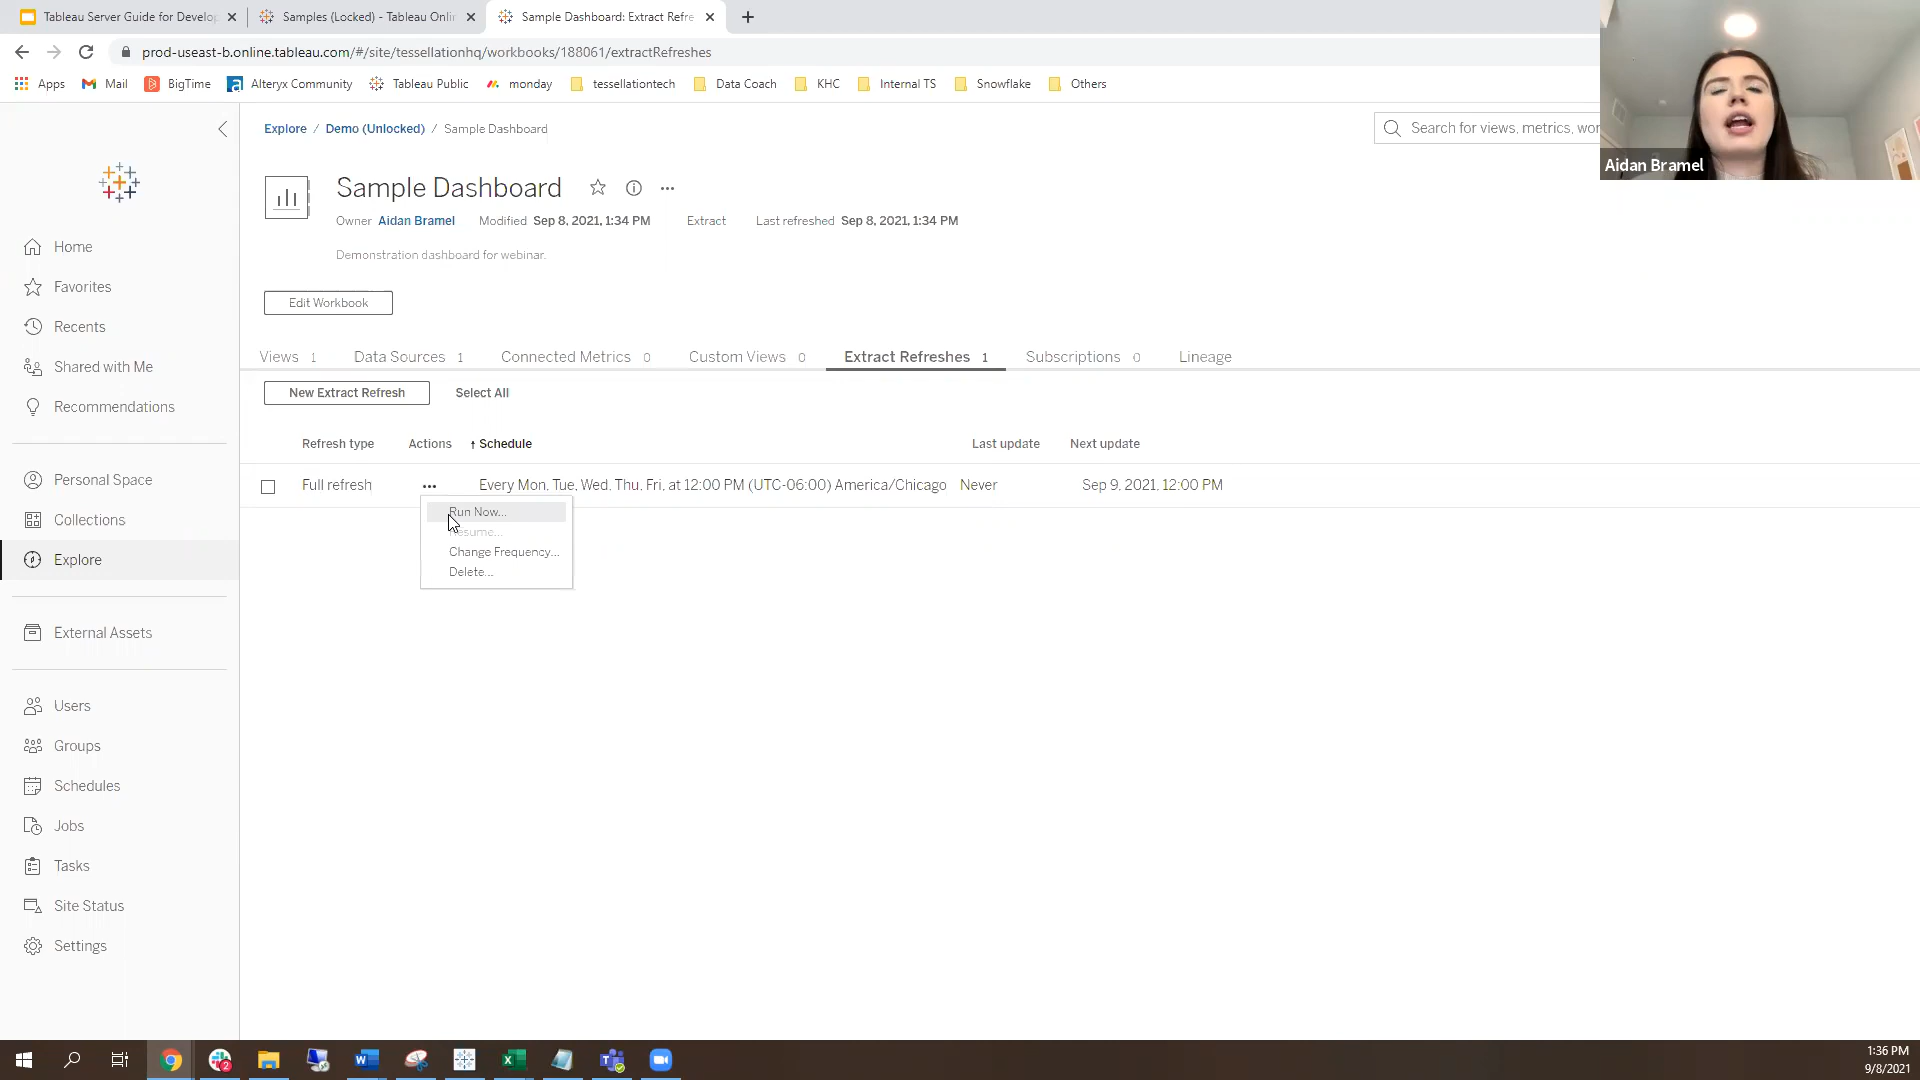 Tableau Server Guide for Develop
Samples (Locked) - Tableau Onlin
Sample Dashboard: Extract Refre
prod-useast-b.online.tableau.com/#/site/tessellationhq/workbooks/188061/extractRefreshes
Apps
Mail
BigTime
Alteryx Community
Tableau Public
monday
tessellationtech
Data Coach
KHC
Internal TS
Snowflake
Others
Aidan Bramel
Explore / Demo (Unlocked) / Sample Dashboard
Search for views, metrics, wor
Sample Dashboard
Owner Aidan Bramel Modified Sep 8, 2021, 1:34 PM Extract Last refreshed Sep 8, 2021, 1:34 PM
Demonstration dashboard for webinar.
Edit Workbook
Home
Favorites
Recents
Shared with Me
Recommendations
Personal Space
Collections
Explore
External Assets
Users
Groups
Schedules
Jobs
Tasks
Site Status
Settings
Views 1 Data Sources 1 Connected Metrics 0 Custom Views 0 Extract Refreshes 1 Subscriptions 0 Lineage
New Extract Refresh Select All
Refresh type Actions ↑ Schedule Last update Next update
Full refresh ••• Every Mon, Tue, Wed, Thu, Fri, at 12:00 PM (UTC-06:00) America/Chicago Never Sep 9, 2021, 12:00 PM
Run Now...
Resume...
Change Frequency...
Delete...
2
1:36 PM
9/8/2021